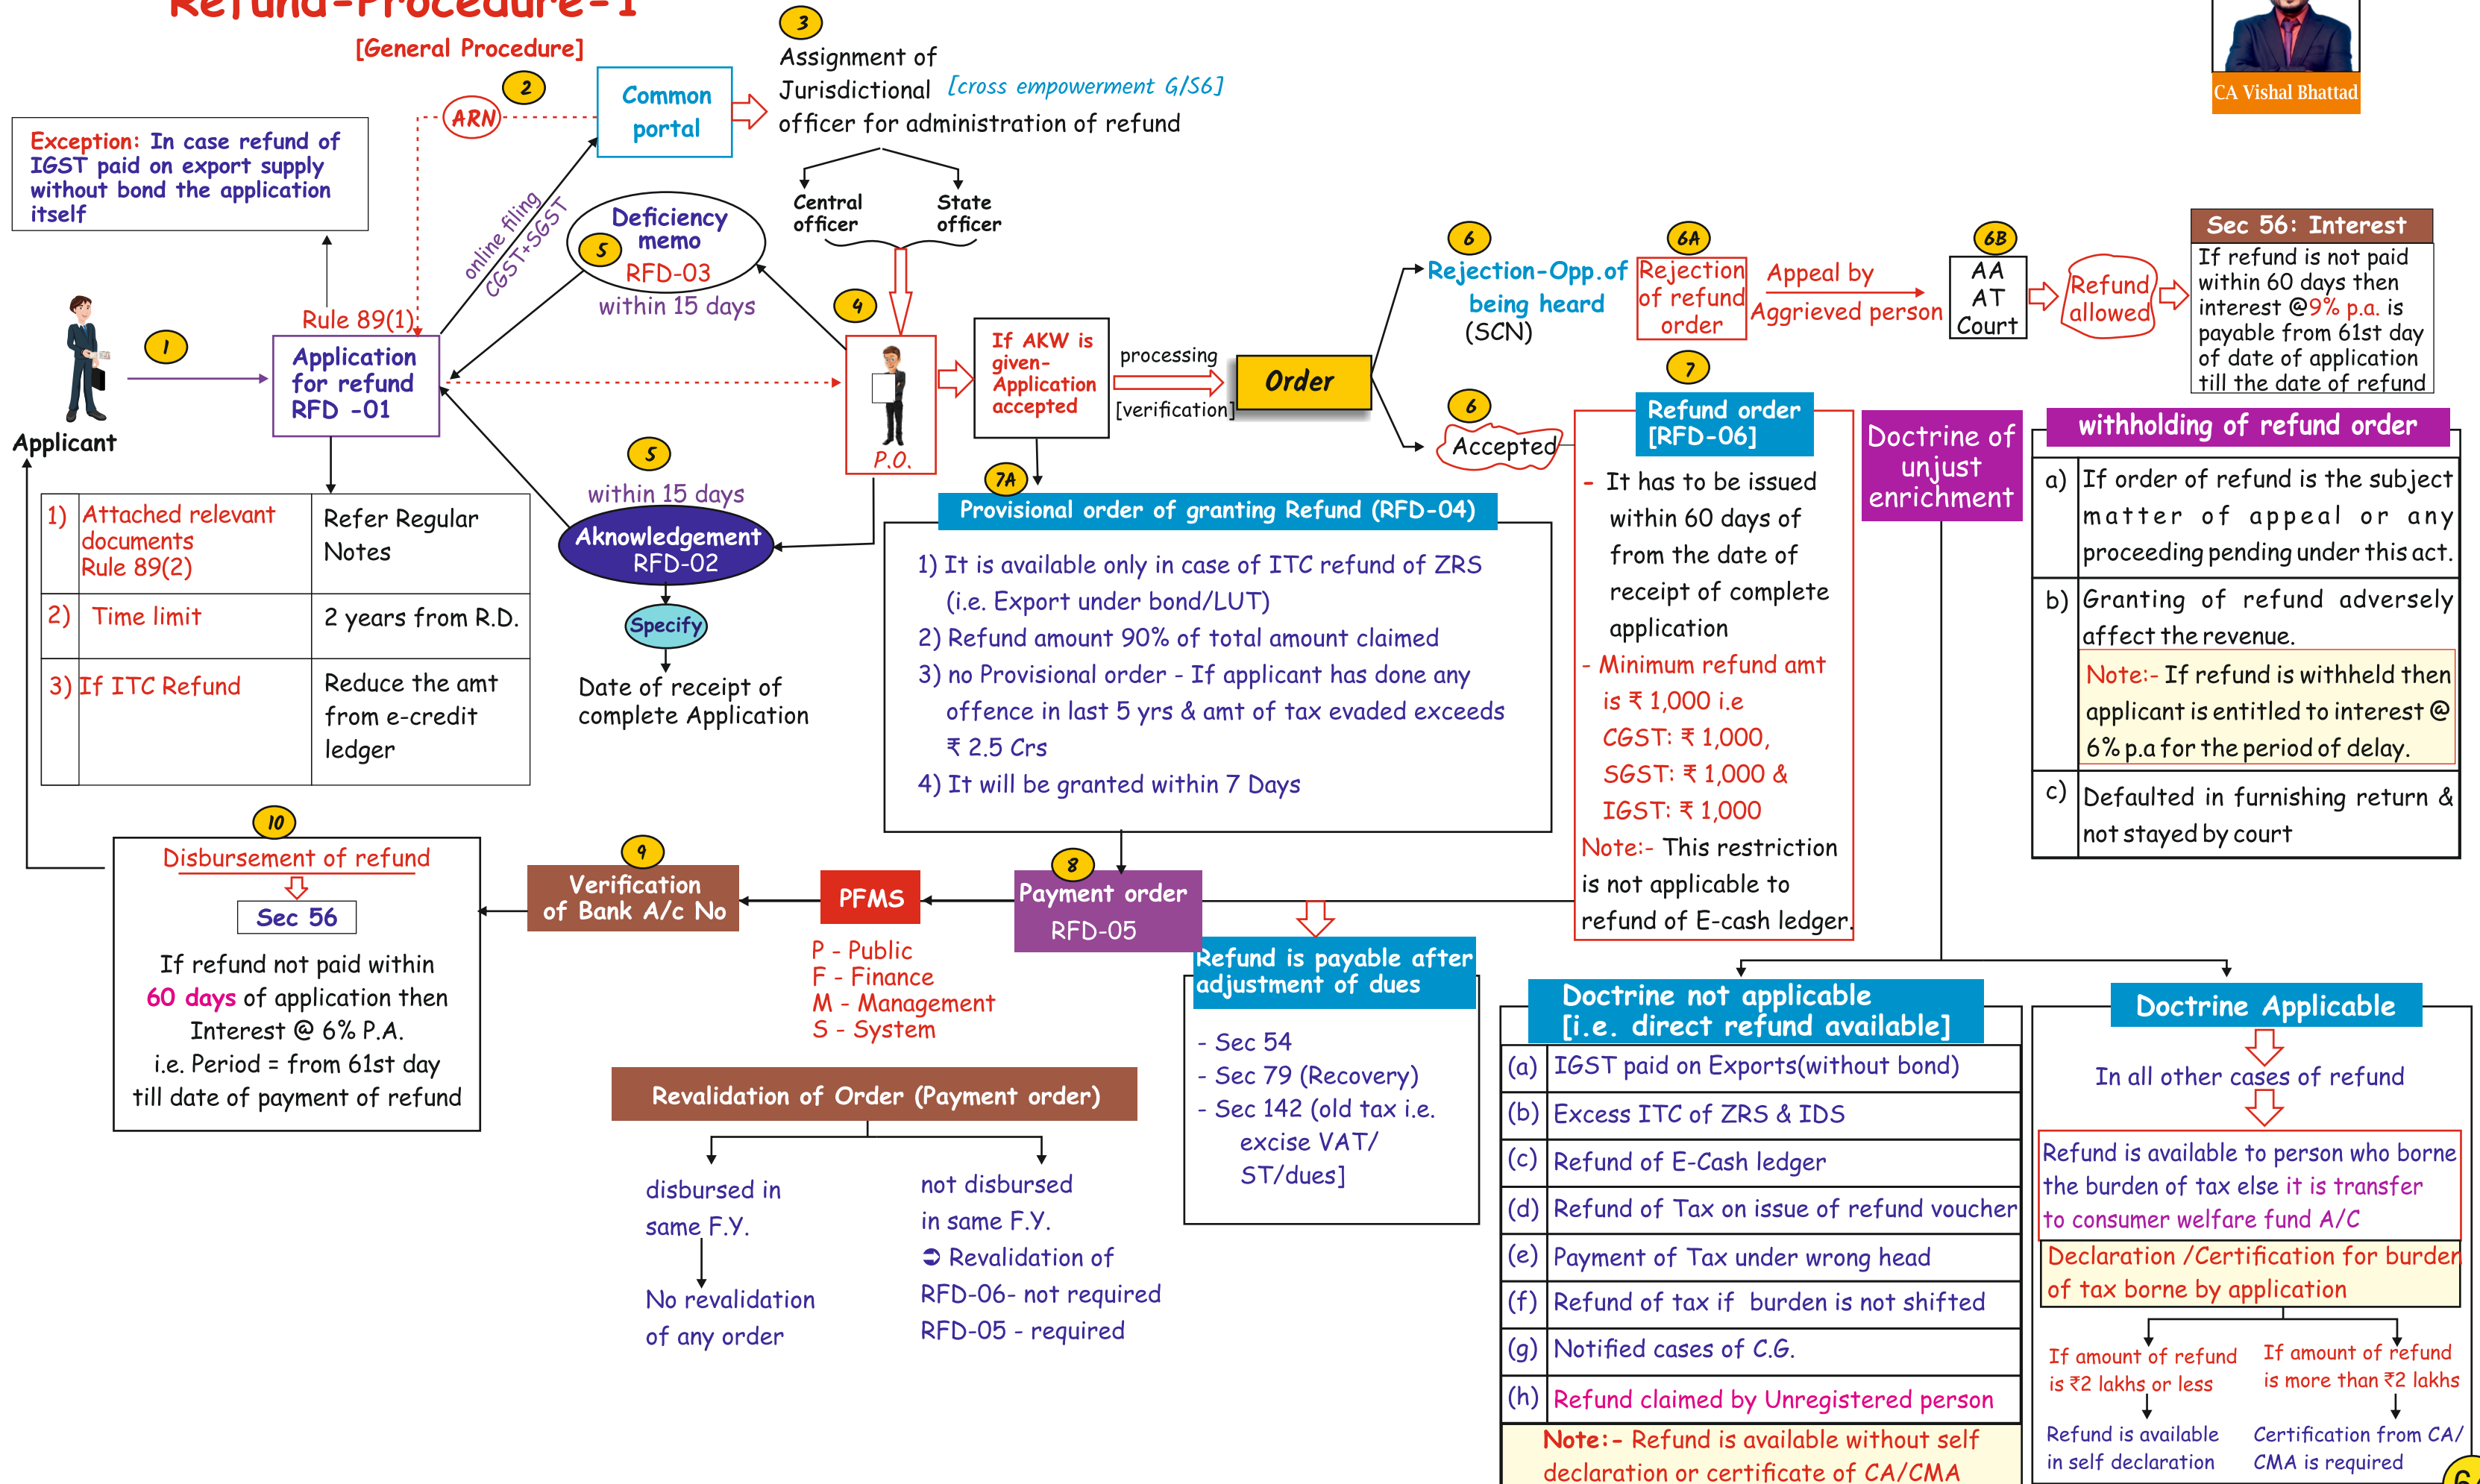 Refund-Procedure-1
[General Procedure]
CA Vishal Bhattad
Exception: In case refund of
IGST paid on export supply
without bond the application
itself
1
Applicant
Rule 89(1)
Application
for refund
RFD -01
2
ARN
online filing
CGST+SGST
Common
portal
3
Assignment of
Jurisdictional [cross empowerment G/S6]
officer for administration of refund
Central
officer
State
officer
Deficiency
memo
5
RFD-03
within 15 days
4
P.O.
5
within 15 days
Aknowledgement
RFD-02
Specify
Date of receipt of
complete Application
1) Attached relevant
documents
Rule 89(2)
Refer Regular
Notes
2) Time limit
2 years from R.D.
3) If ITC Refund
Reduce the amt
from e-credit
ledger
If AKW is
given-
Application
accepted
processing
[verification]
Order
6
Rejection-Opp.of
being heard
(SCN)
6A
Rejection
of refund
order
Appeal by
Aggrieved person
6B
AA
AT
Court
Refund
allowed
Sec 56: Interest
If refund is not paid
within 60 days then
interest @9% p.a. is
payable from 61st day
of date of application
till the date of refund
6
Accepted
7
Refund order
[RFD-06]
- It has to be issued
within 60 days of
from the date of
receipt of complete
application
- Minimum refund amt
is ₹ 1,000 i.e
CGST: ₹ 1,000,
SGST: ₹ 1,000 &
IGST: ₹ 1,000
Note:- This restriction
is not applicable to
refund of E-cash ledger.
7A
Provisional order of granting Refund (RFD-04)
1) It is available only in case of ITC refund of ZRS
(i.e. Export under bond/LUT)
2) Refund amount 90% of total amount claimed
3) no Provisional order - If applicant has done any
offence in last 5 yrs & amt of tax evaded exceeds
₹ 2.5 Crs
4) It will be granted within 7 Days
Doctrine of
unjust
enrichment
withholding of refund order
a) If order of refund is the subject
matter of appeal or any
proceeding pending under this act.
b) Granting of refund adversely
affect the revenue.
Note:- If refund is withheld then
applicant is entitled to interest @
6% p.a for the period of delay.
c) Defaulted in furnishing return &
not stayed by court
8
Payment order
RFD-05
PFMS
P - Public
F - Finance
M - Management
S - System
9
Verification
of Bank A/c No
10
Disbursement of refund
Sec 56
If refund not paid within
60 days of application then
Interest @ 6% P.A.
i.e. Period = from 61st day
till date of payment of refund
Refund is payable after
adjustment of dues
- Sec 54
- Sec 79 (Recovery)
- Sec 142 (old tax i.e.
excise VAT/
ST/dues]
Revalidation of Order (Payment order)
disbursed in
same F.Y.
No revalidation
of any order
not disbursed
in same F.Y.
➲ Revalidation of
RFD-06- not required
RFD-05 - required
Doctrine not applicable
[i.e. direct refund available]
(a) IGST paid on Exports(without bond)
(b) Excess ITC of ZRS & IDS
(c) Refund of E-Cash ledger
(d) Refund of Tax on issue of refund voucher
(e) Payment of Tax under wrong head
(f) Refund of tax if burden is not shifted
(g) Notified cases of C.G.
(h) Refund claimed by Unregistered person
Note:- Refund is available without self
declaration or certificate of CA/CMA
Doctrine Applicable
In all other cases of refund
Refund is available to person who borne
the burden of tax else it is transfer
to consumer welfare fund A/C
Declaration /Certification for burden
of tax borne by application
If amount of refund
is ₹2 lakhs or less
Refund is available
in self declaration
If amount of refund
is more than ₹2 lakhs
Certification from CA/
CMA is required